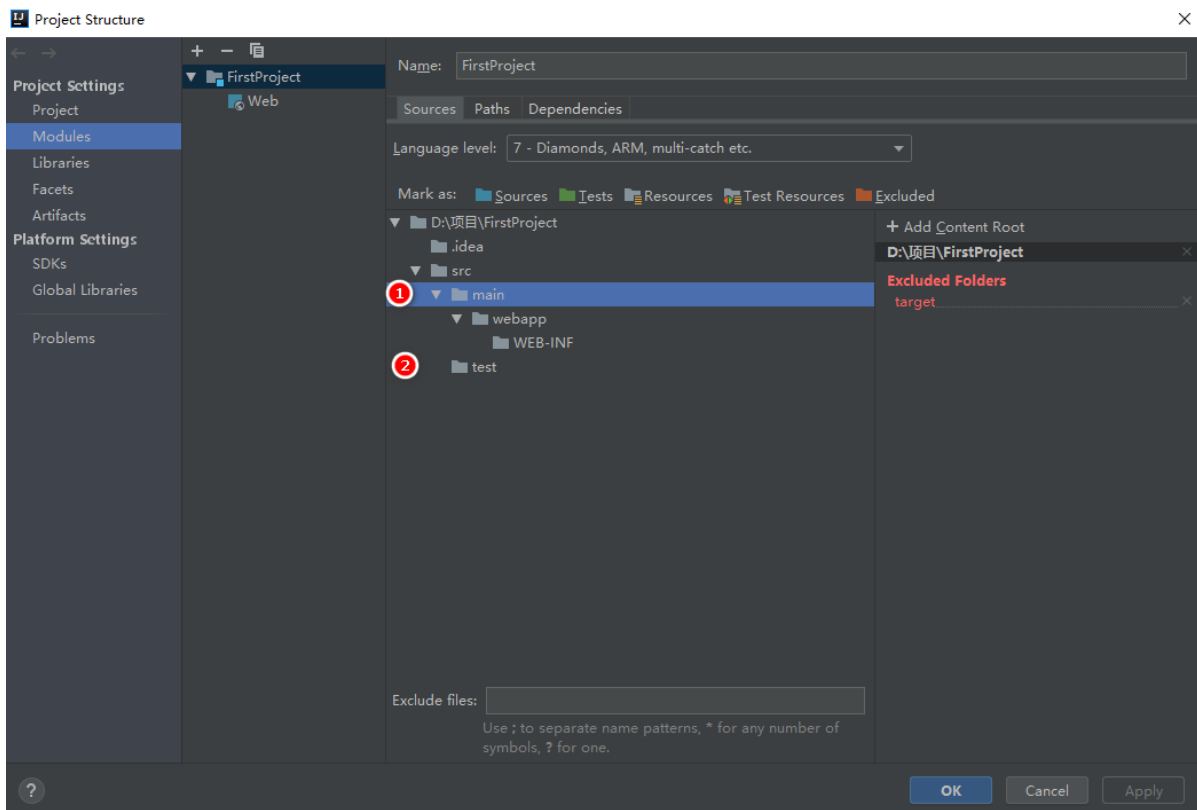 Project Structure
Project Settings
Project
Modules
Libraries
Facets
Artifacts
Platform Settings
SDKs
Global Libraries
Problems
FirstProject
Web
Name: FirstProject
Sources Paths Dependencies
Language level: 7 - Diamonds, ARM, multi-catch etc.
Mark as: Sources Tests Resources Test Resources Excluded
D:\项目\FirstProject
.idea
src
1 main
webapp
WEB-INF
2 test
+ Add Content Root
D:\项目\FirstProject
Excluded Folders
target
Exclude files:
Use ; to separate name patterns, * for any number of
symbols, ? for one.
?
OK Cancel Apply